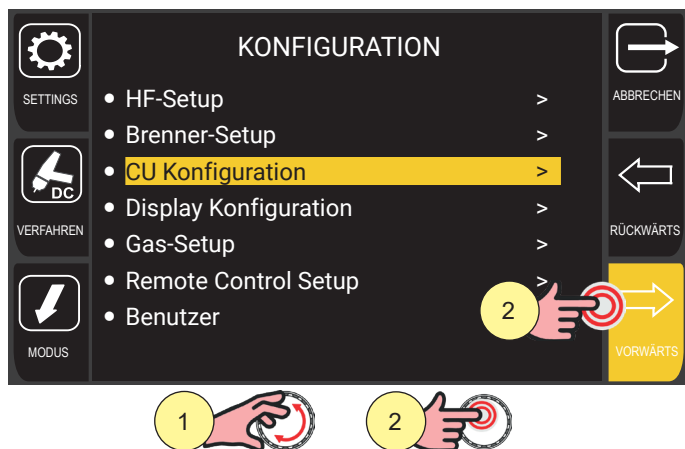 KONFIGURATION
SETTINGS
ABBRECHEN
• HF-Setup >
• Brenner-Setup >
• CU Konfiguration >
DC
VERFAHREN
RÜCKWÄRTS
• Display Konfiguration >
• Gas-Setup >
• Remote Control Setup >
• Benutzer
2
MODUS
VORWÄRTS
1
2